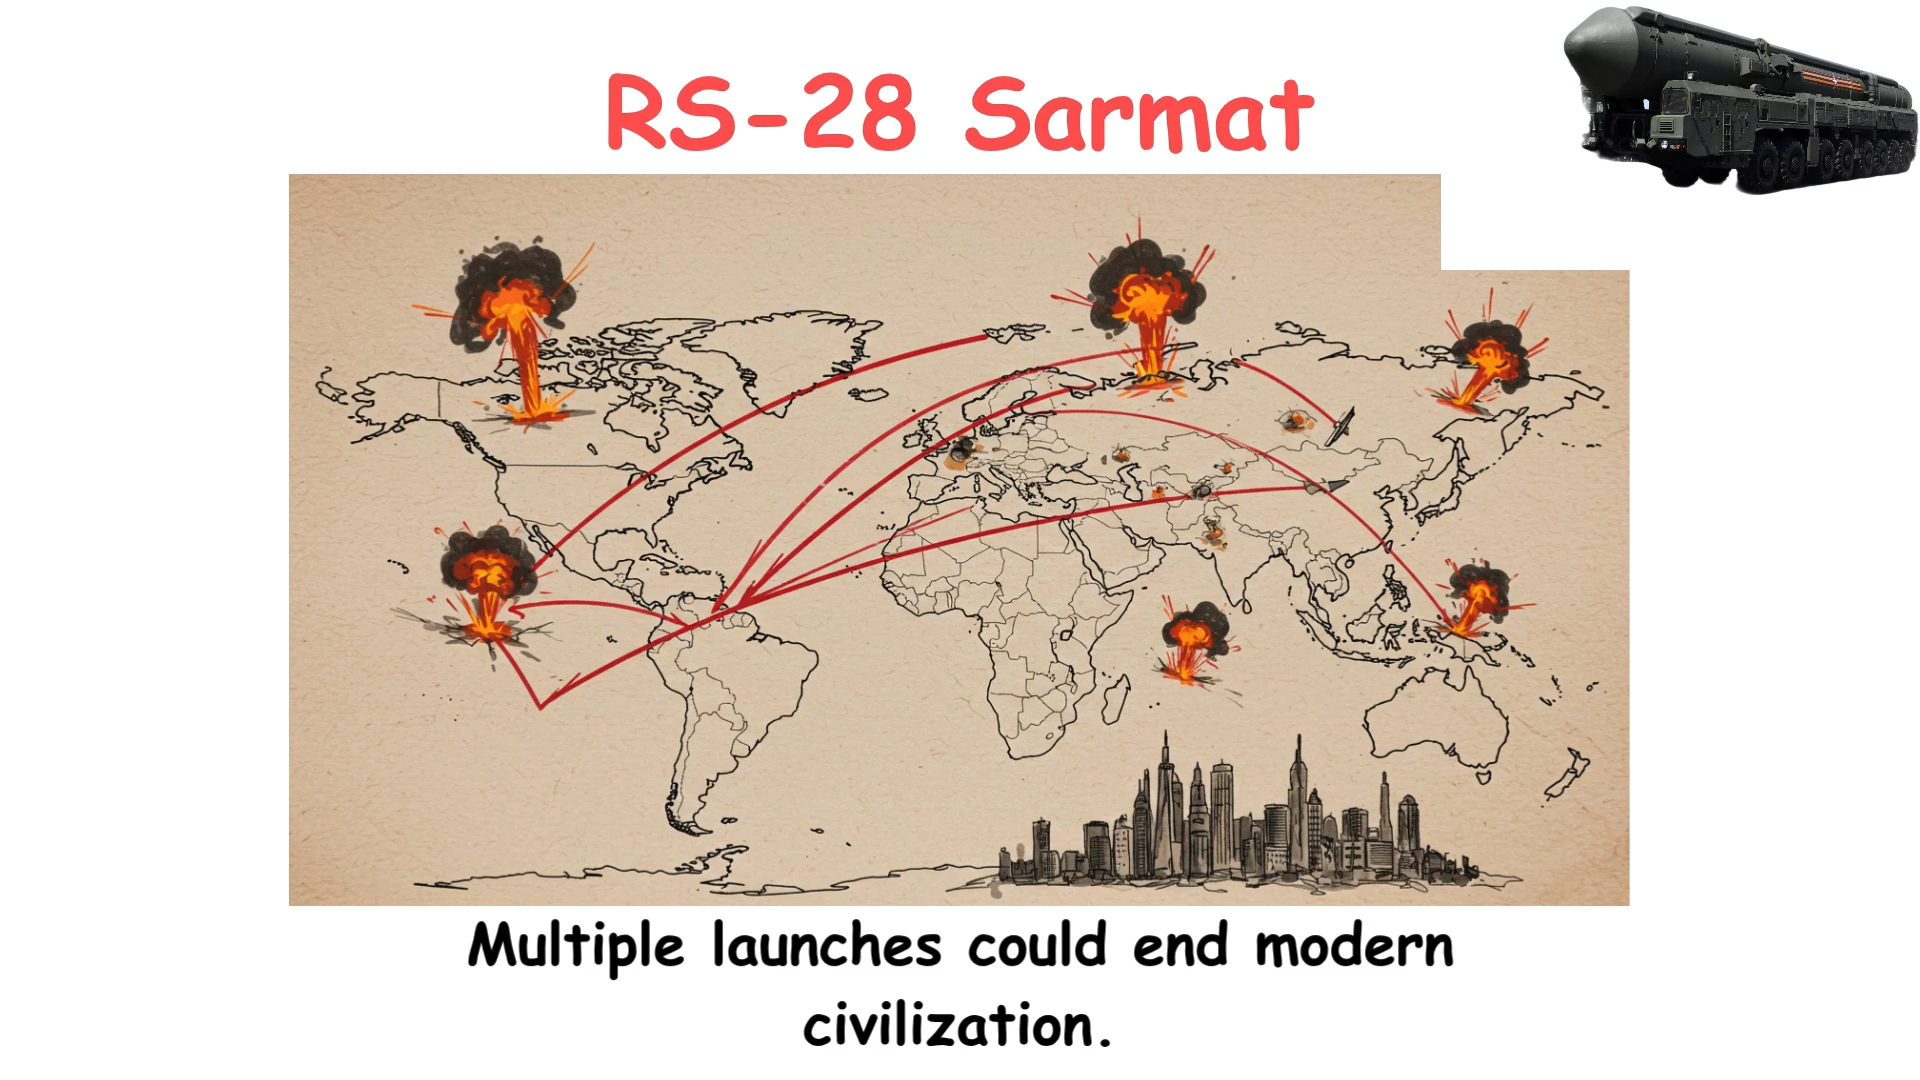 RS-28 Sarmat
Multiple launches could end modern
civilization.